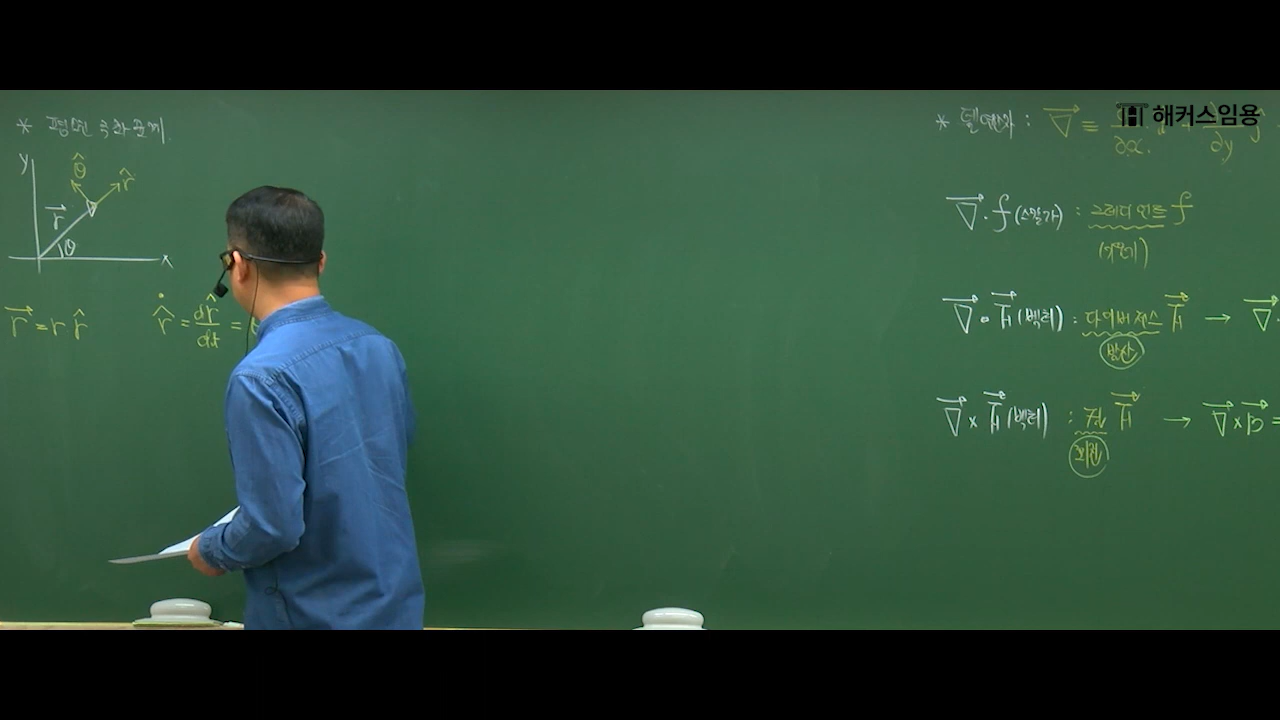 * 평면 극좌표계
y
θ̂
r̂
r⃗
θ
x
r⃗ = r r̂
r̂̇ = dr̂/dt =
해커스임용
* 델연산자 : ∇⃗ = ∂/∂x + ∂/∂y
∇⃗ · f (스칼라) : 그레디언트 f
(기울기)
∇⃗ · A⃗ (벡터) : 다이버전스 A⃗ → ∇⃗ ·
발산
∇⃗ × A⃗ (벡터) : 컬 A⃗ → ∇⃗ × B⃗ =
회전